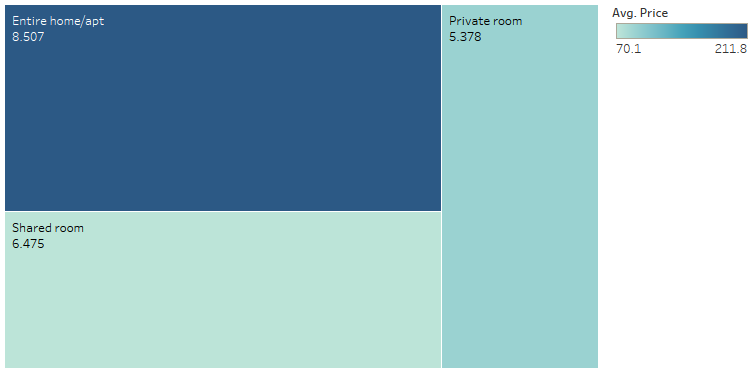 Entire home/apt
8.507
Shared room
6.475
Private room
5.378
Avg. Price
70.1 211.8